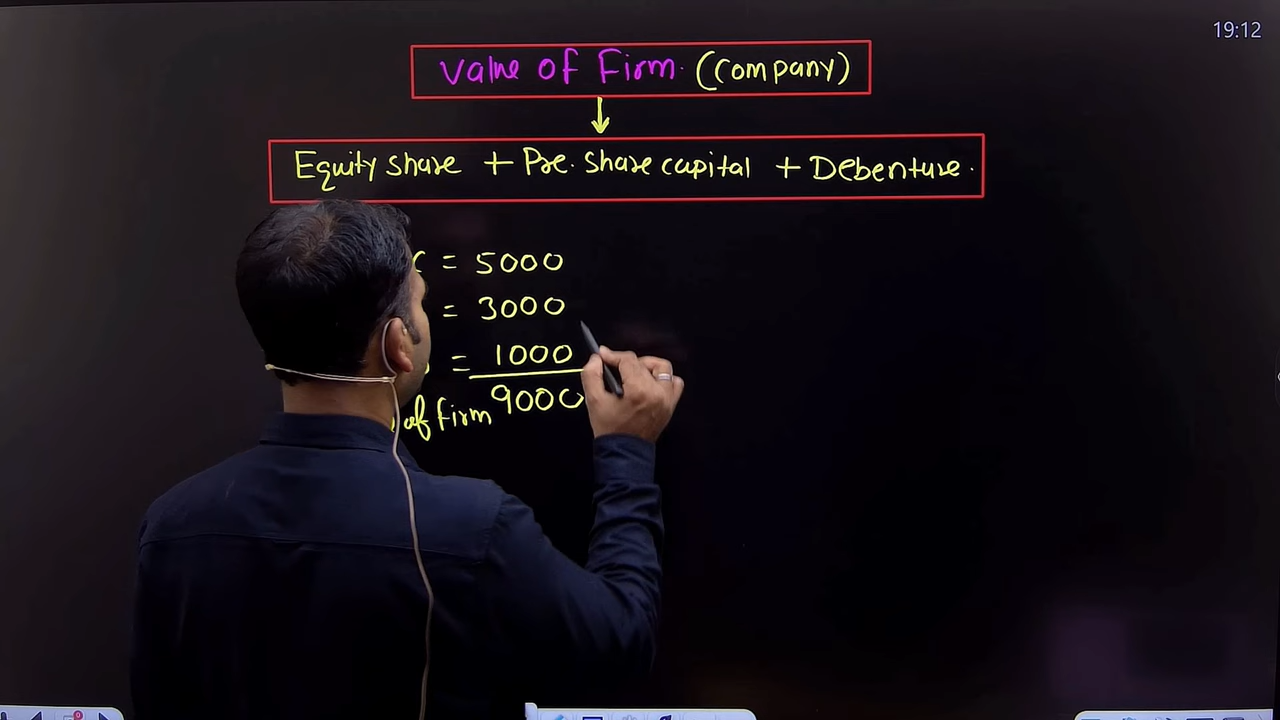 19:12
Value of Firm. (Company)
Equity share + Pre. Share capital + Debenture.
= 5000
= 3000
= 1000
of Firm 9000